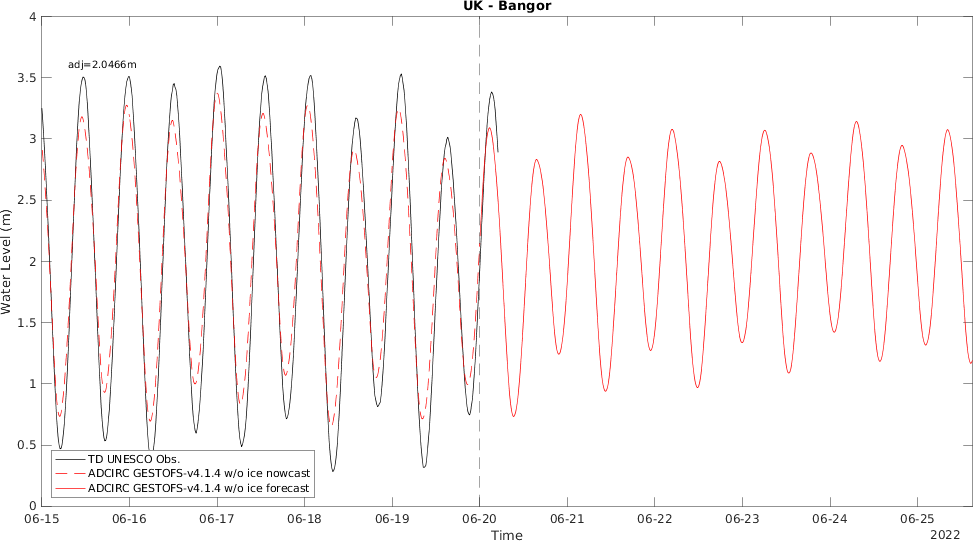 UK - Bangor
adj=2.0466m
Water Level (m)
4
3.5
3
2.5
2
1.5
1
0.5
0
TD UNESCO Obs.
ADCIRC GESTOFS-v4.1.4 w/o ice nowcast
ADCIRC GESTOFS-v4.1.4 w/o ice forecast
06-15 06-16 06-17 06-18 06-19 06-20 06-21 06-22 06-23 06-24 06-25
Time
2022